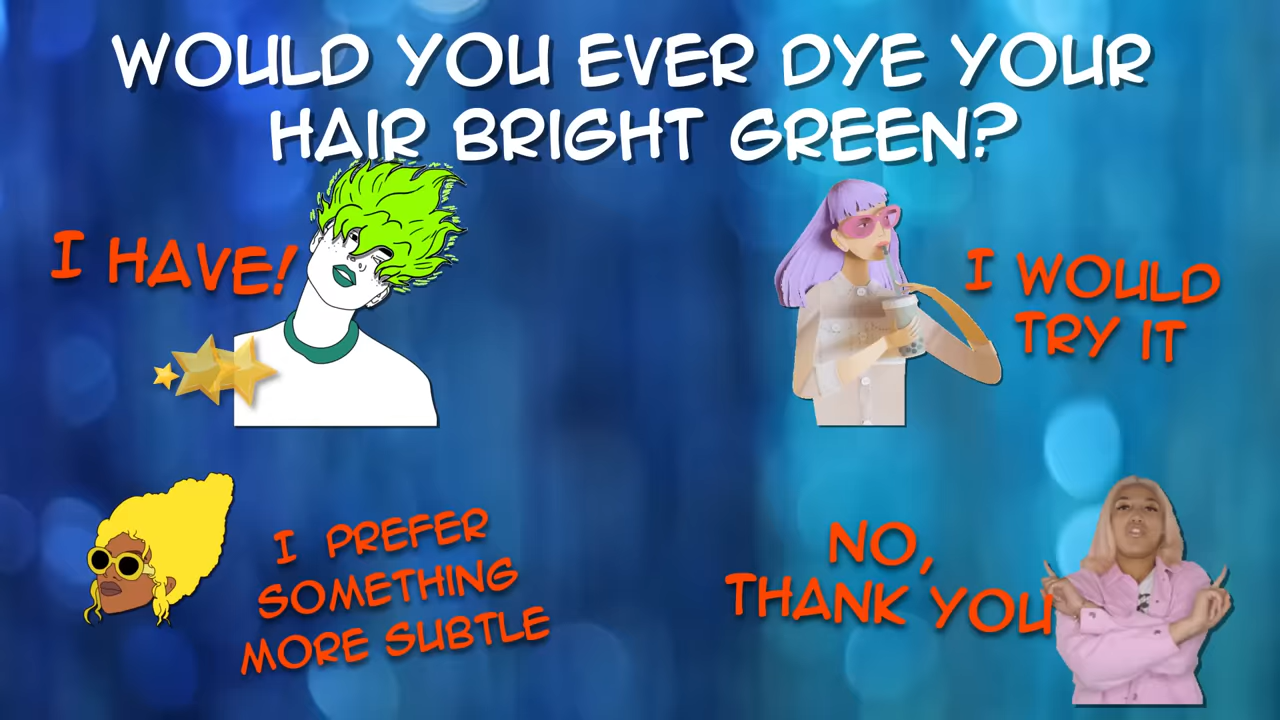 WOULD YOU EVER DYE YOUR
HAIR BRIGHT GREEN?
I HAVE!
I WOULD
TRY IT
I PREFER
SOMETHING
MORE SUBTLE
NO,
THANK YOU